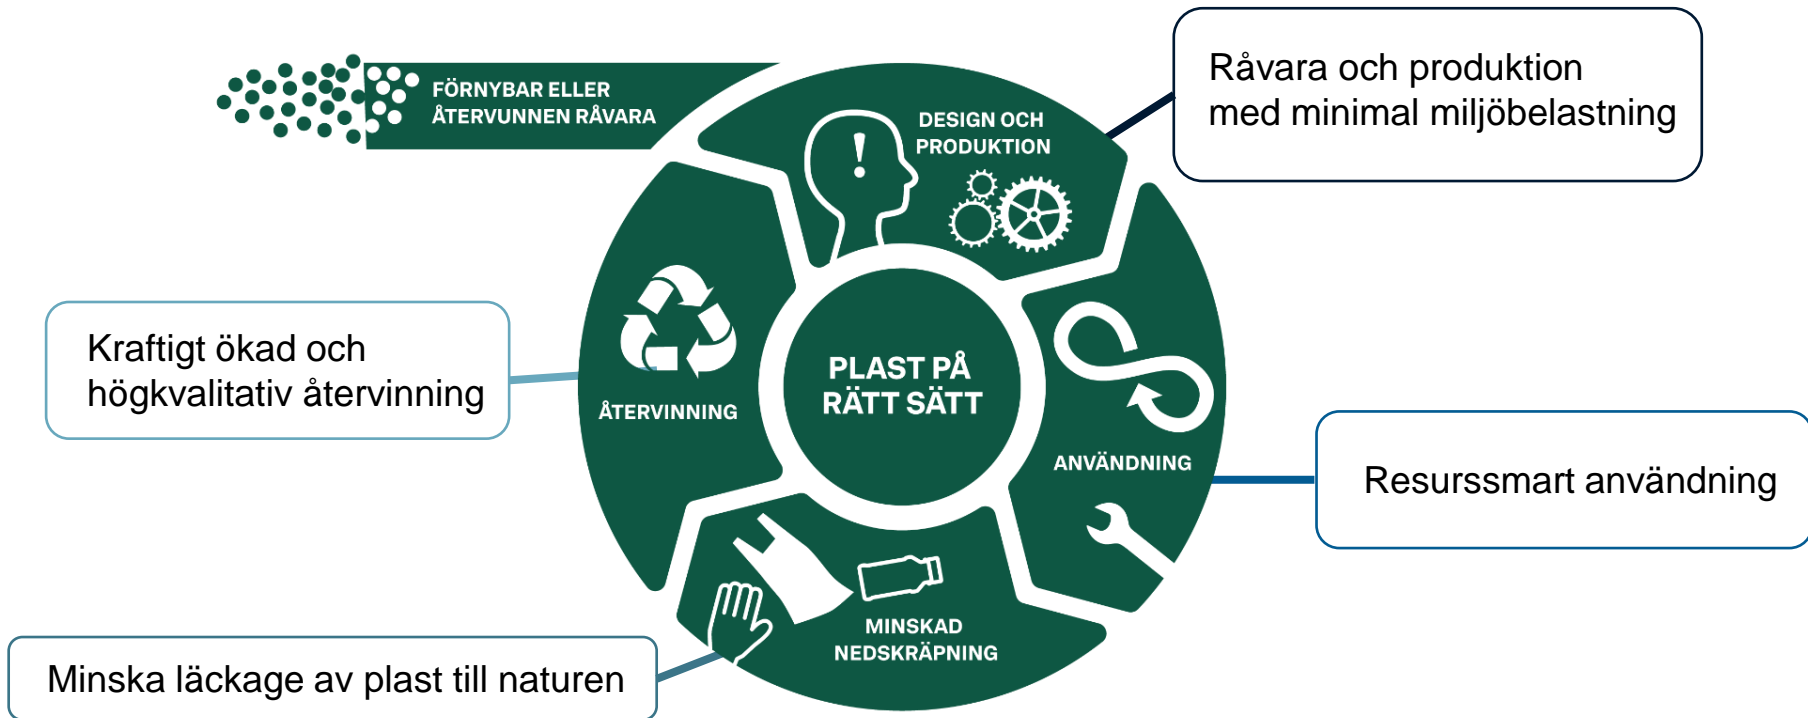 FÖRNYBAR ELLER
ÅTERVUNNEN RÅVARA
DESIGN OCH
PRODUKTION
Råvara och produktion
med minimal miljöbelastning
Kraftigt ökad och
högkvalitativ återvinning
ÅTERVINNING
PLAST PÅ
RÄTT SÄTT
ANVÄNDNING
Resurssmart användning
MINSKAD
NEDSKRÄPNING
Minska läckage av plast till naturen